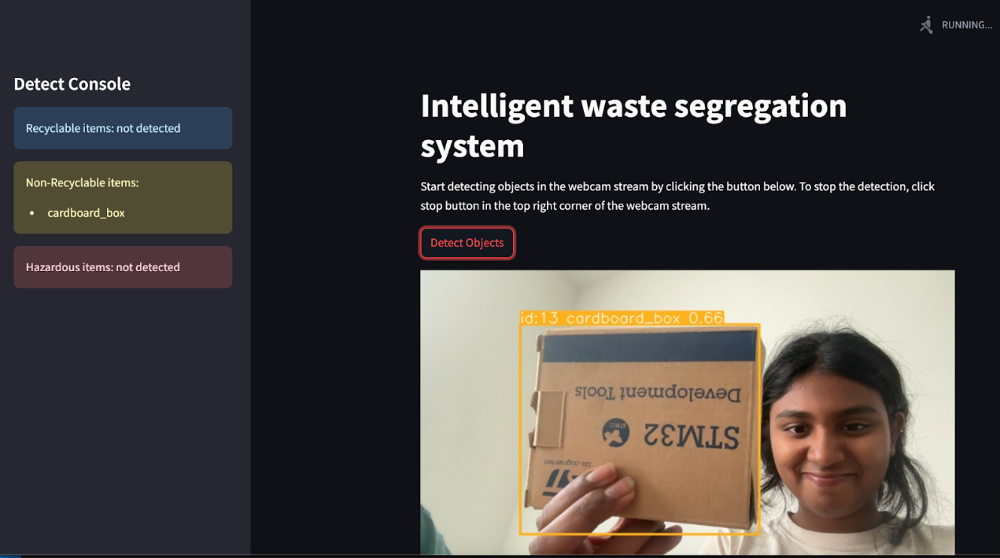 RUNNING...
Detect Console
Recyclable items: not detected
Non-Recyclable items:
• cardboard_box
Hazardous items: not detected
Intelligent waste segregation
system
Start detecting objects in the webcam stream by clicking the button below. To stop the detection, click
stop button in the top right corner of the webcam stream.
Detect Objects
id:13 cardboard_box 0.66
Development Tools
STM32
STM32
life.augmented